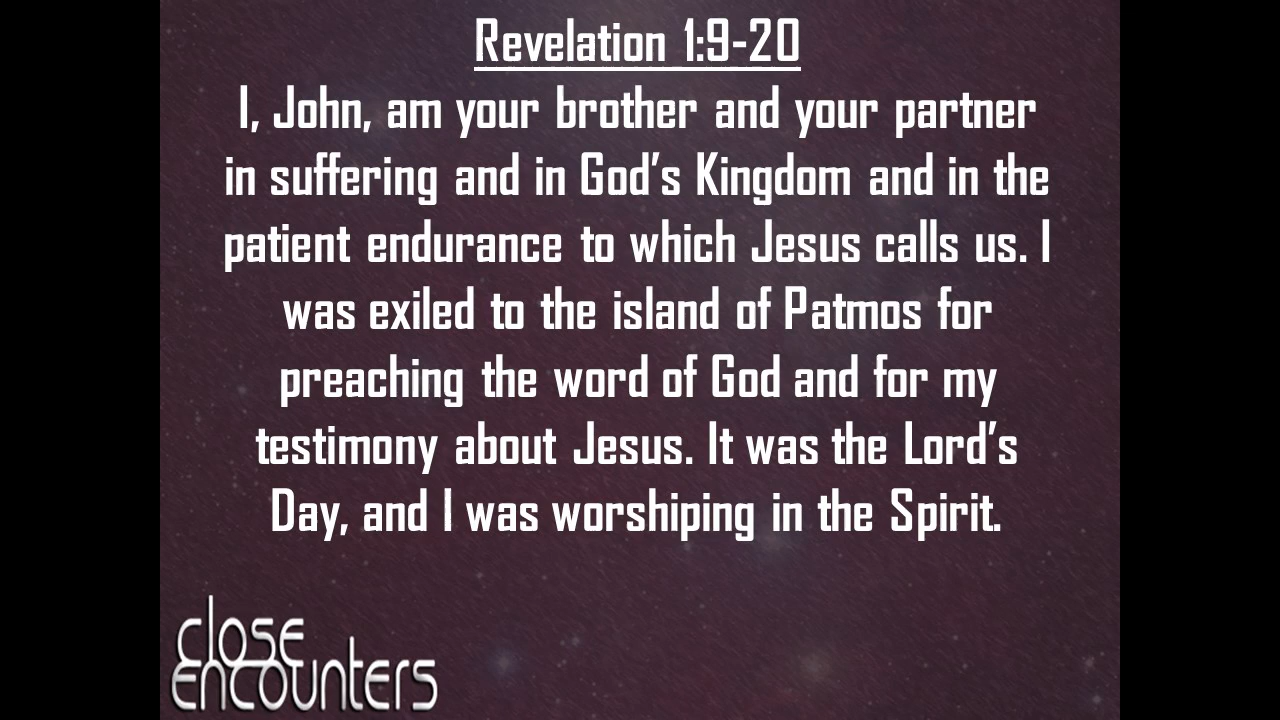 Revelation 1:9-20
I, John, am your brother and your partner
in suffering and in God’s Kingdom and in the
patient endurance to which Jesus calls us. I
was exiled to the island of Patmos for
preaching the word of God and for my
testimony about Jesus. It was the Lord’s
Day, and I was worshiping in the Spirit.
close
encounters